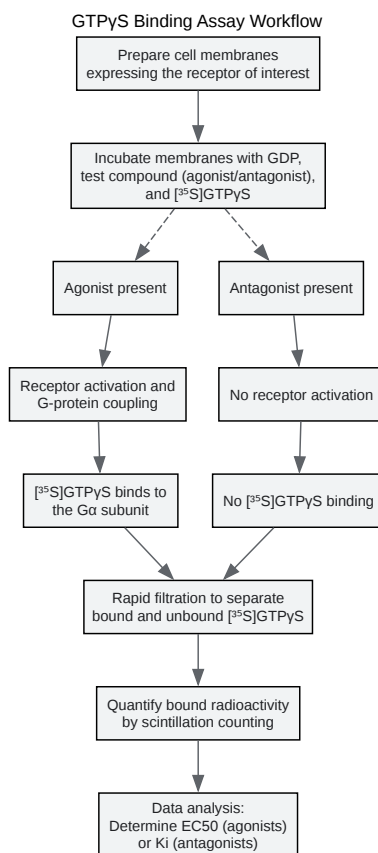 GTPγS Binding Assay Workflow
Prepare cell membranes
expressing the receptor of interest
Incubate membranes with GDP,
test compound (agonist/antagonist),
and [³⁵S]GTPγS
Agonist present
Antagonist present
Receptor activation and
G-protein coupling
No receptor activation
[³⁵S]GTPγS binds to
the Gα subunit
No [³⁵S]GTPγS binding
Rapid filtration to separate
bound and unbound [³⁵S]GTPγS
Quantify bound radioactivity
by scintillation counting
Data analysis:
Determine EC50 (agonists)
or Ki (antagonists)